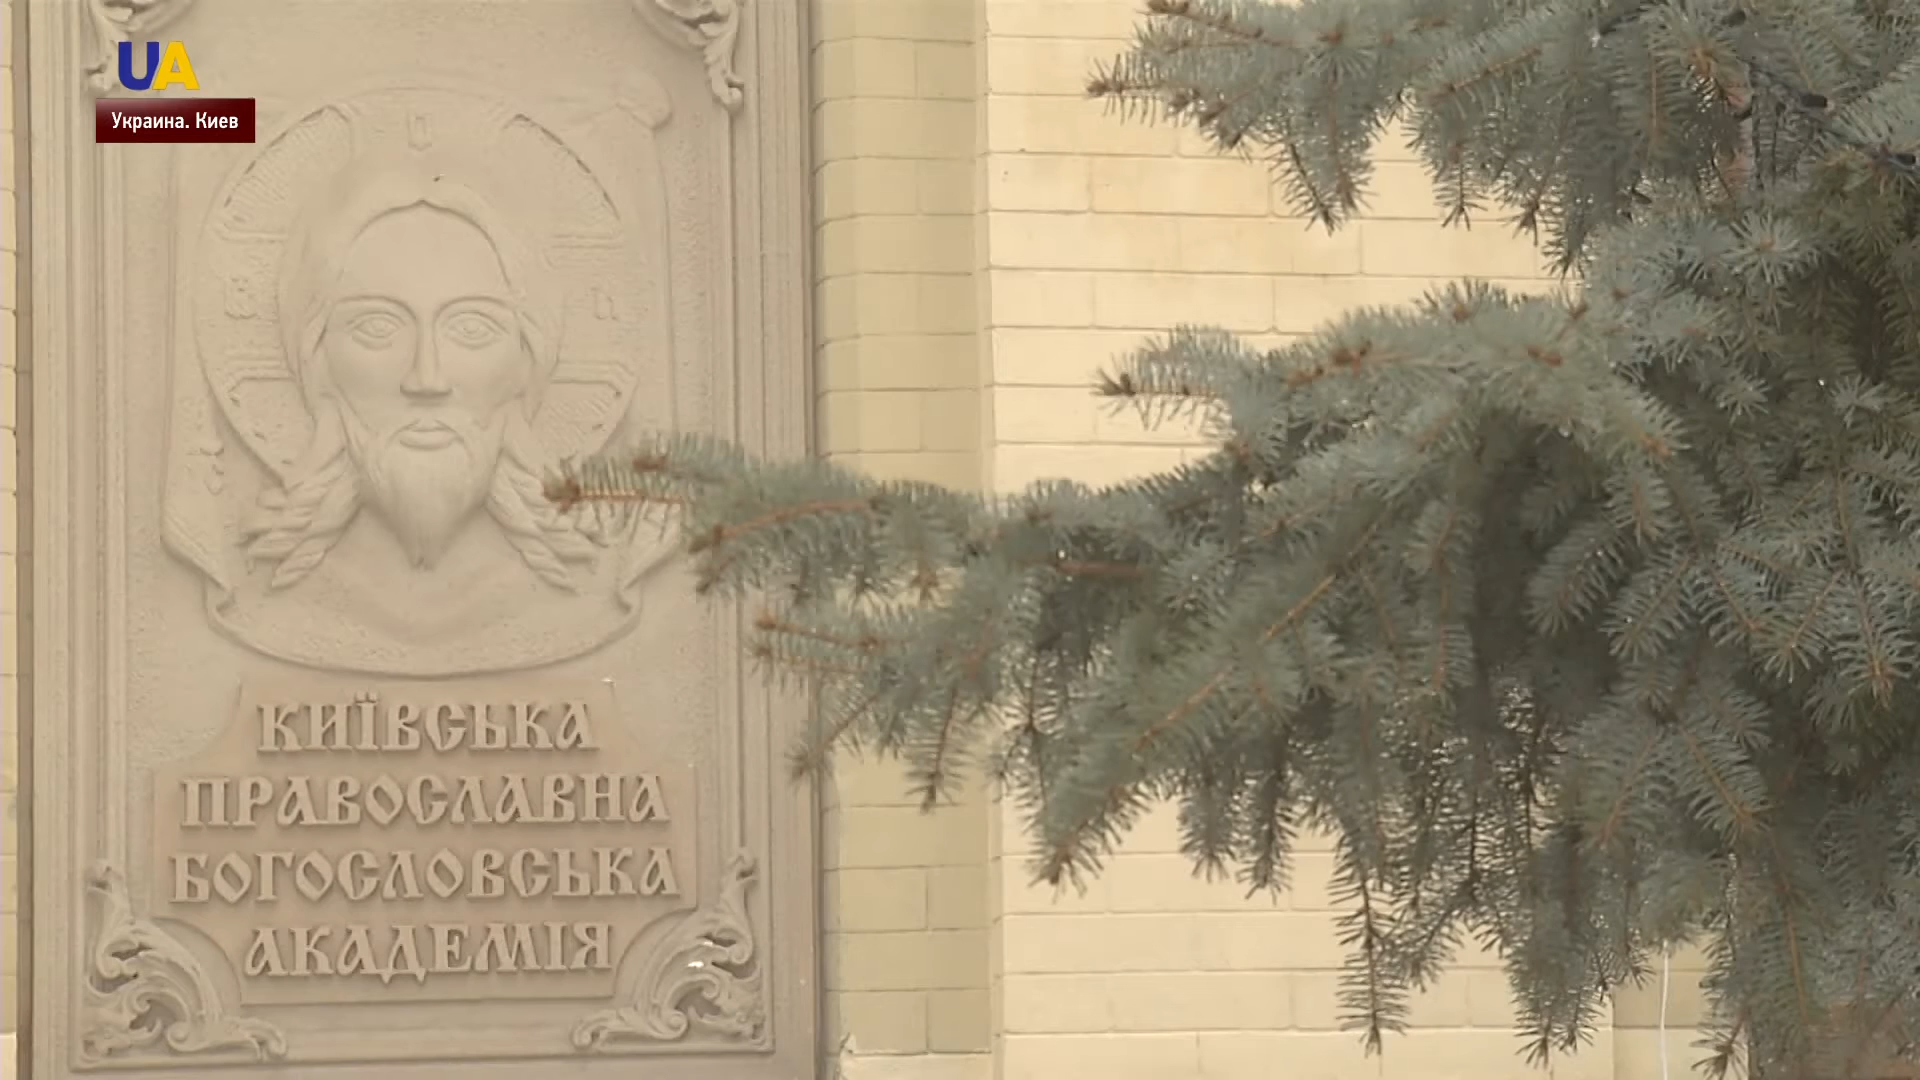 UA
Украина. Киев
КИЇВСЬКА
ПРАВОСЛАВНА
БОГОСЛОВСЬКА
АКАДЕМІЯ